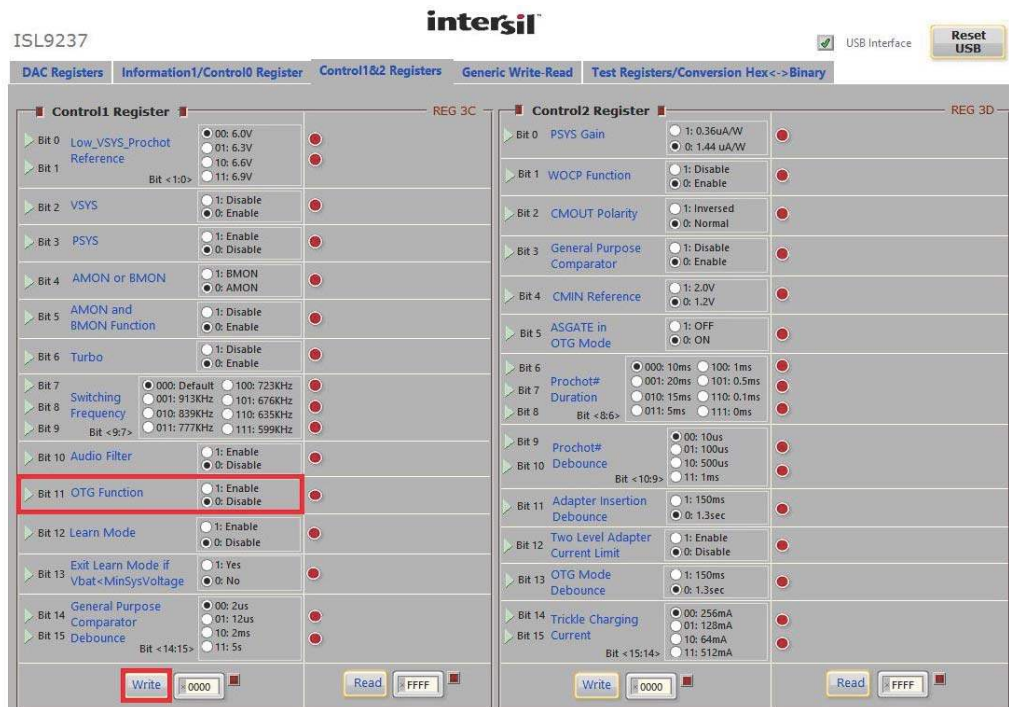 intersil
ISL9237
USB Interface
Reset USB
DAC Registers Information1/Control0 Register Control1&2 Registers Generic Write-Read Test Registers/Conversion Hex<->Binary
Control1 Register REG 3C
Bit 0 Low_VSYS_Prochot 00: 6.0V
Reference 01: 6.3V
Bit 1 10: 6.6V
Bit <1:0> 11: 6.9V
Bit 2 VSYS 1: Disable
0: Enable
Bit 3 PSYS 1: Enable
0: Disable
Bit 4 AMON or BMON 1: BMON
0: AMON
Bit 5 AMON and 1: Disable
BMON Function 0: Enable
Bit 6 Turbo 1: Disable
0: Enable
Bit 7 000: Default 100: 723KHz
Switching 001: 913KHz 101: 676KHz
Bit 8 Frequency 010: 839KHz 110: 635KHz
Bit 9 Bit <9:7> 011: 777KHz 111: 599KHz
Bit 10 Audio Filter 1: Enable
0: Disable
Bit 11 OTG Function 1: Enable
0: Disable
Bit 12 Learn Mode 1: Enable
0: Disable
Bit 13 Exit Learn Mode if 1: Yes
Vbat<MinSysVoltage 0: No
General Purpose 00: 2us
Bit 14 Comparator 01: 12us
Bit 15 Debounce 10: 2ms
Bit <14:15> 11: 5s
Write x 0000 Read x FFFF
Control2 Register REG 3D
Bit 0 PSYS Gain 1: 0.36uA/W
0: 1.44 uA/W
Bit 1 WOCP Function 1: Disable
0: Enable
Bit 2 CMOUT Polarity 1: Inversed
0: Normal
Bit 3 General Purpose 1: Disable
Comparator 0: Enable
Bit 4 CMIN Reference 1: 2.0V
0: 1.2V
Bit 5 ASGATE in 1: OFF
OTG Mode 0: ON
Bit 6 000: 10ms 100: 1ms
Bit 7 Prochot# 001: 20ms 101: 0.5ms
Duration 010: 15ms 110: 0.1ms
Bit 8 Bit <8:6> 011: 5ms 111: 0ms
Bit 9 00: 10us
Prochot# 01: 100us
Bit 10 Debounce 10: 500us
Bit <10:9> 11: 1ms
Bit 11 Adapter Insertion 1: 150ms
Debounce 0: 1.3sec
Bit 12 Two Level Adapter 1: Enable
Current Limit 0: Disable
Bit 13 OTG Mode 1: 150ms
Debounce 0: 1.3sec
Bit 14 Trickle Charging 00: 256mA
01: 128mA
Bit 15 Current 10: 64mA
Bit <15:14> 11: 512mA
Write x 0000 Read x FFFF